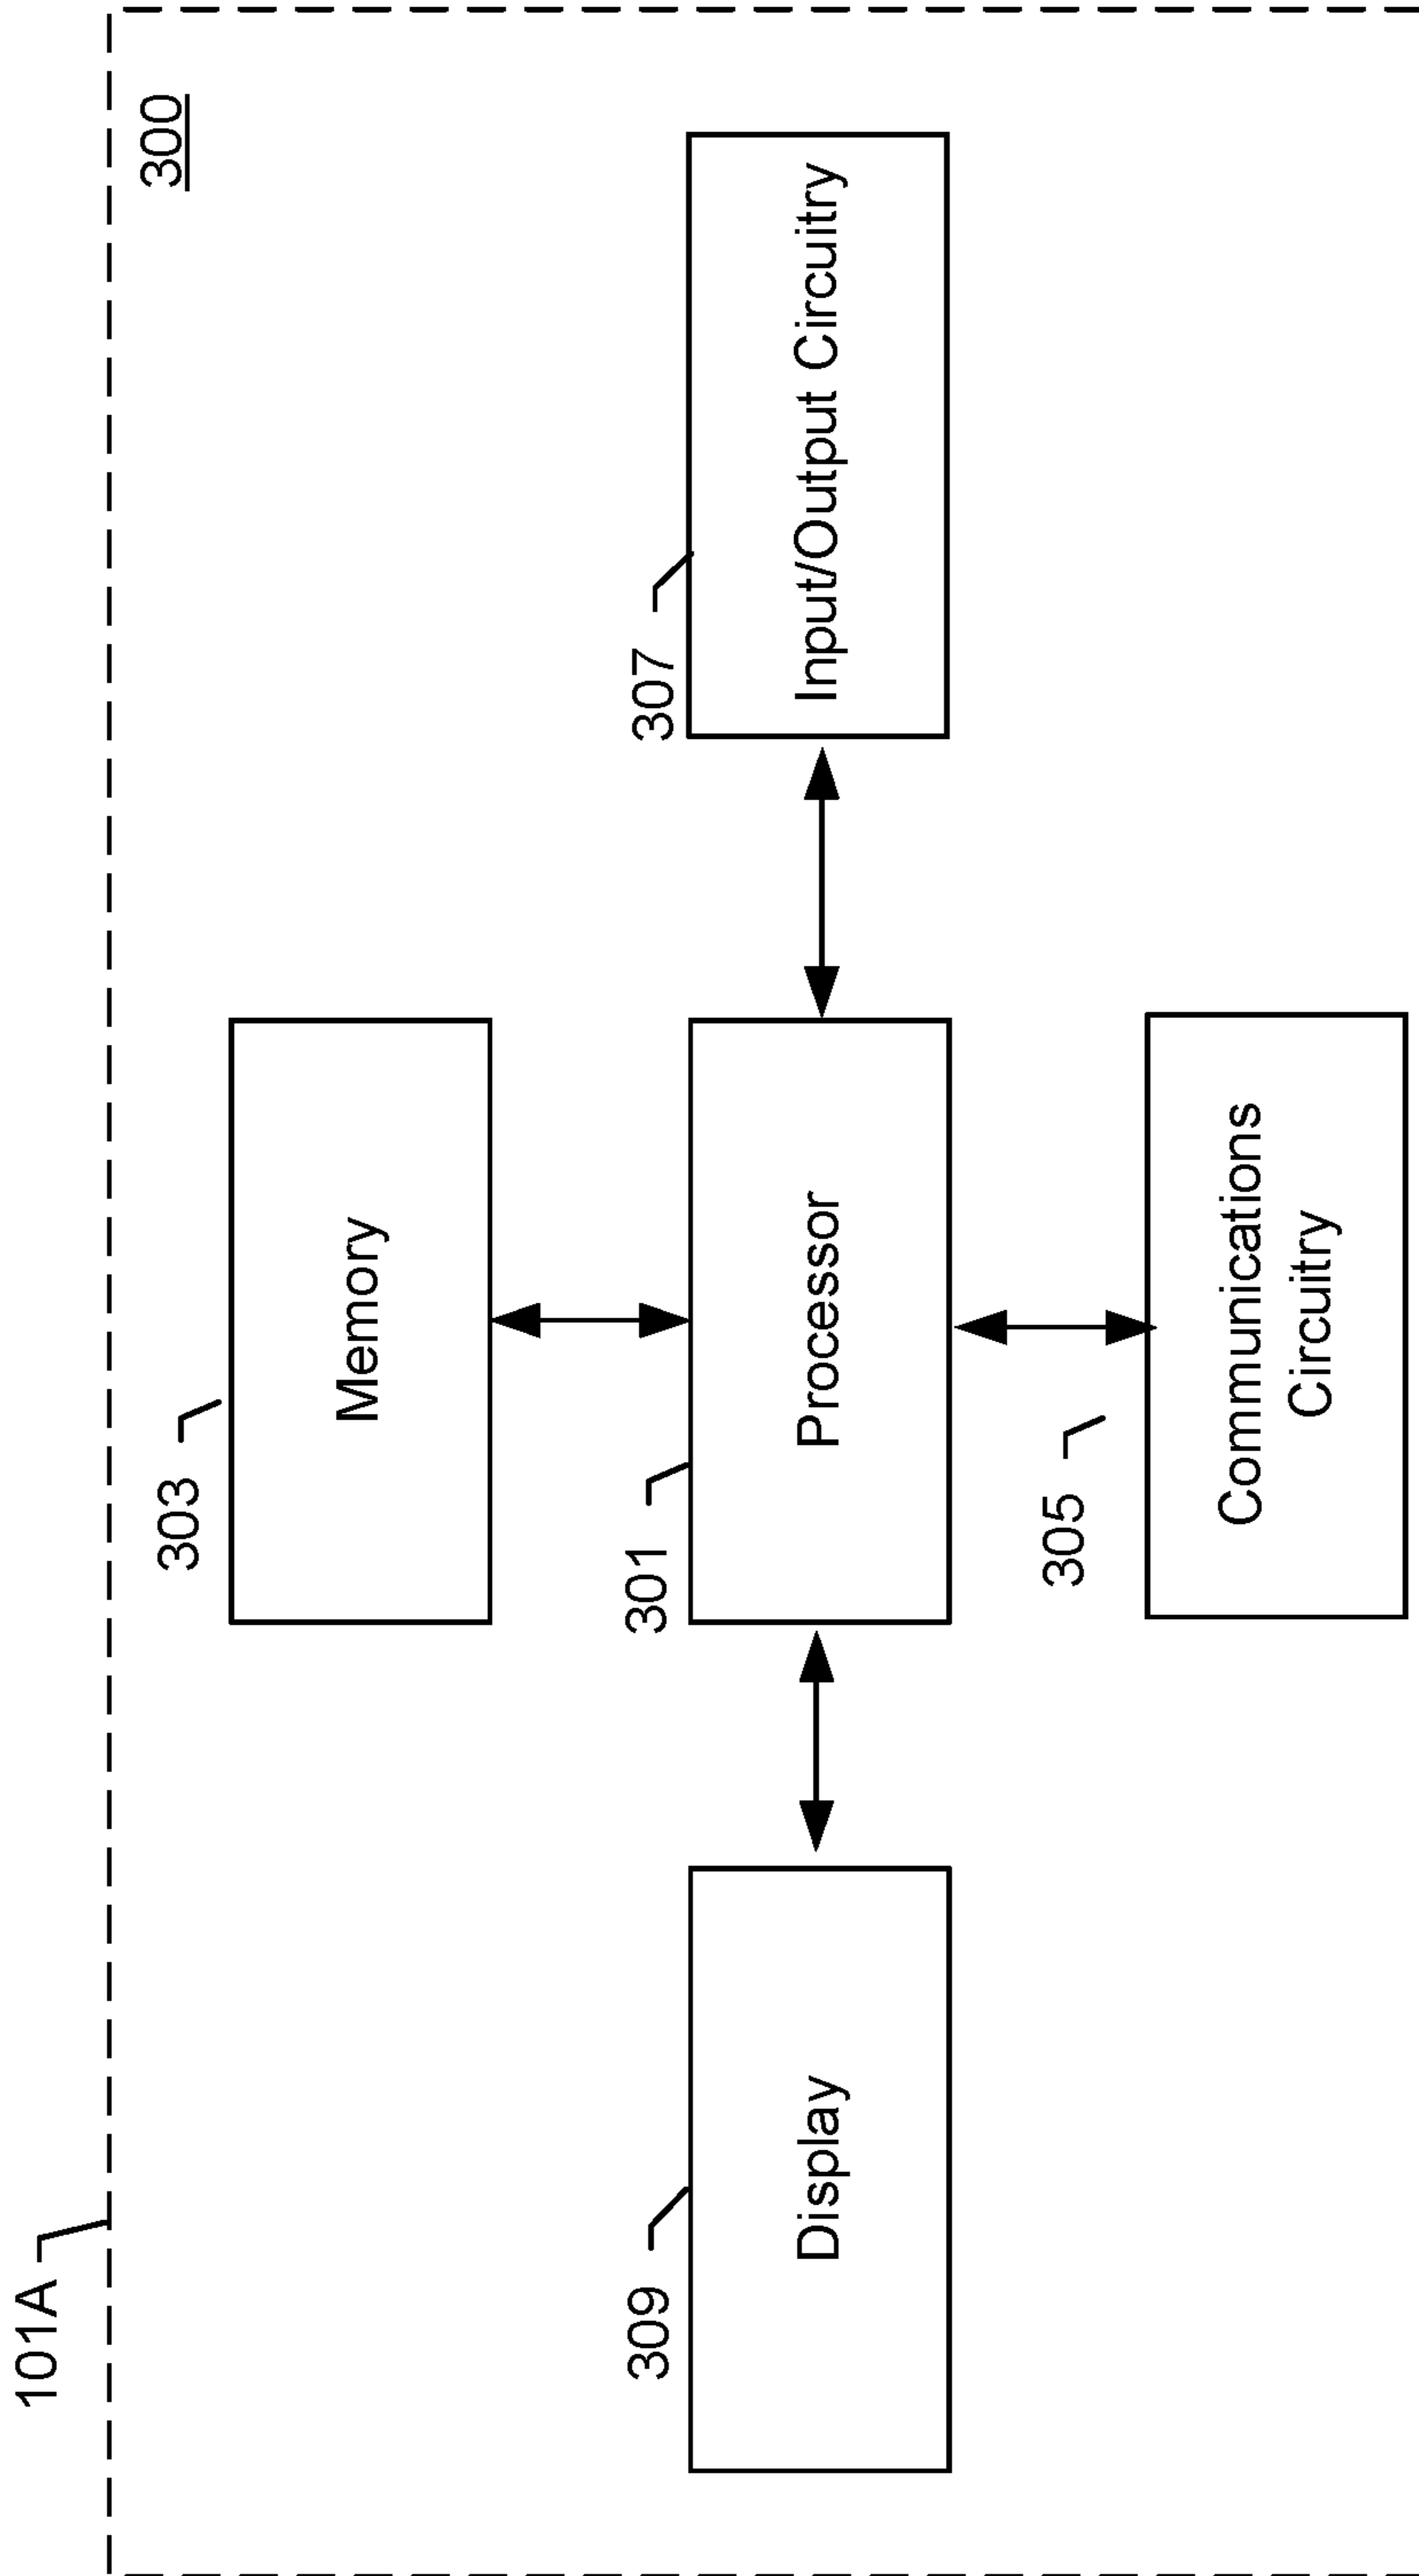 101A
300
303
Memory
309
Display
301
Processor
307
Input/Output Circuitry
305
Communications
Circuitry